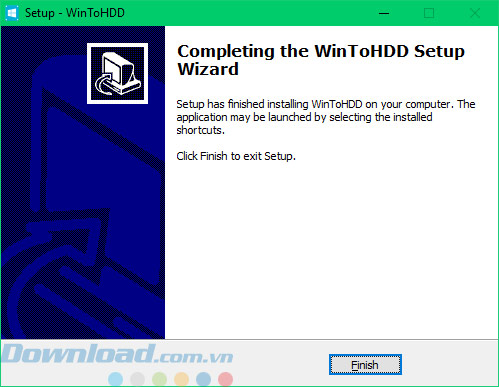 Setup - WinToHDD
Completing the WinToHDD Setup
Wizard
Setup has finished installing WinToHDD on your computer. The
application may be launched by selecting the installed
shortcuts.
Click Finish to exit Setup.
Download.com.vn
Finish